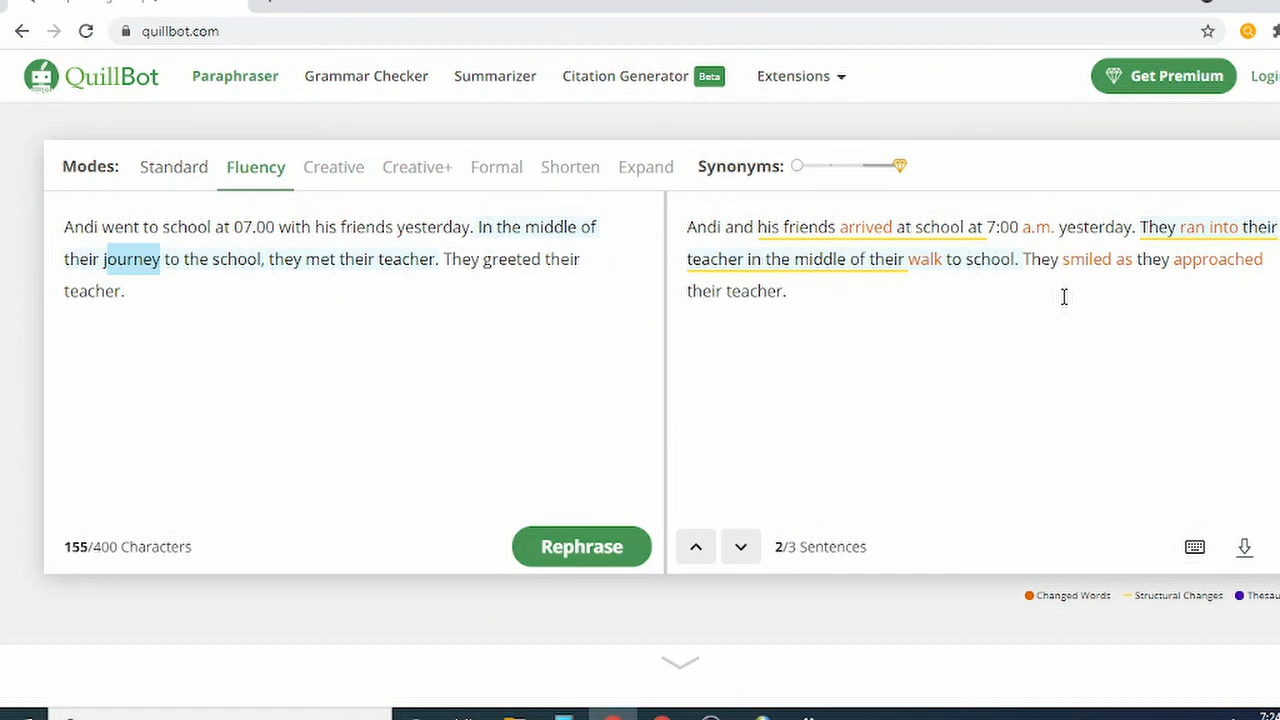 quillbot.com
QuillBot Paraphraser Grammar Checker Summarizer Citation Generator Beta Extensions Get Premium
Modes: Standard Fluency Creative Creative+ Formal Shorten Expand Synonyms:
Andi went to school at 07.00 with his friends yesterday. In the middle of
their journey to the school, they met their teacher. They greeted their
teacher.
Andi and his friends arrived at school at 7:00 a.m. yesterday. They ran into their
teacher in the middle of their walk to school. They smiled as they approached
their teacher.
155/400 Characters
Rephrase
2/3 Sentences
Changed Words Structural Changes